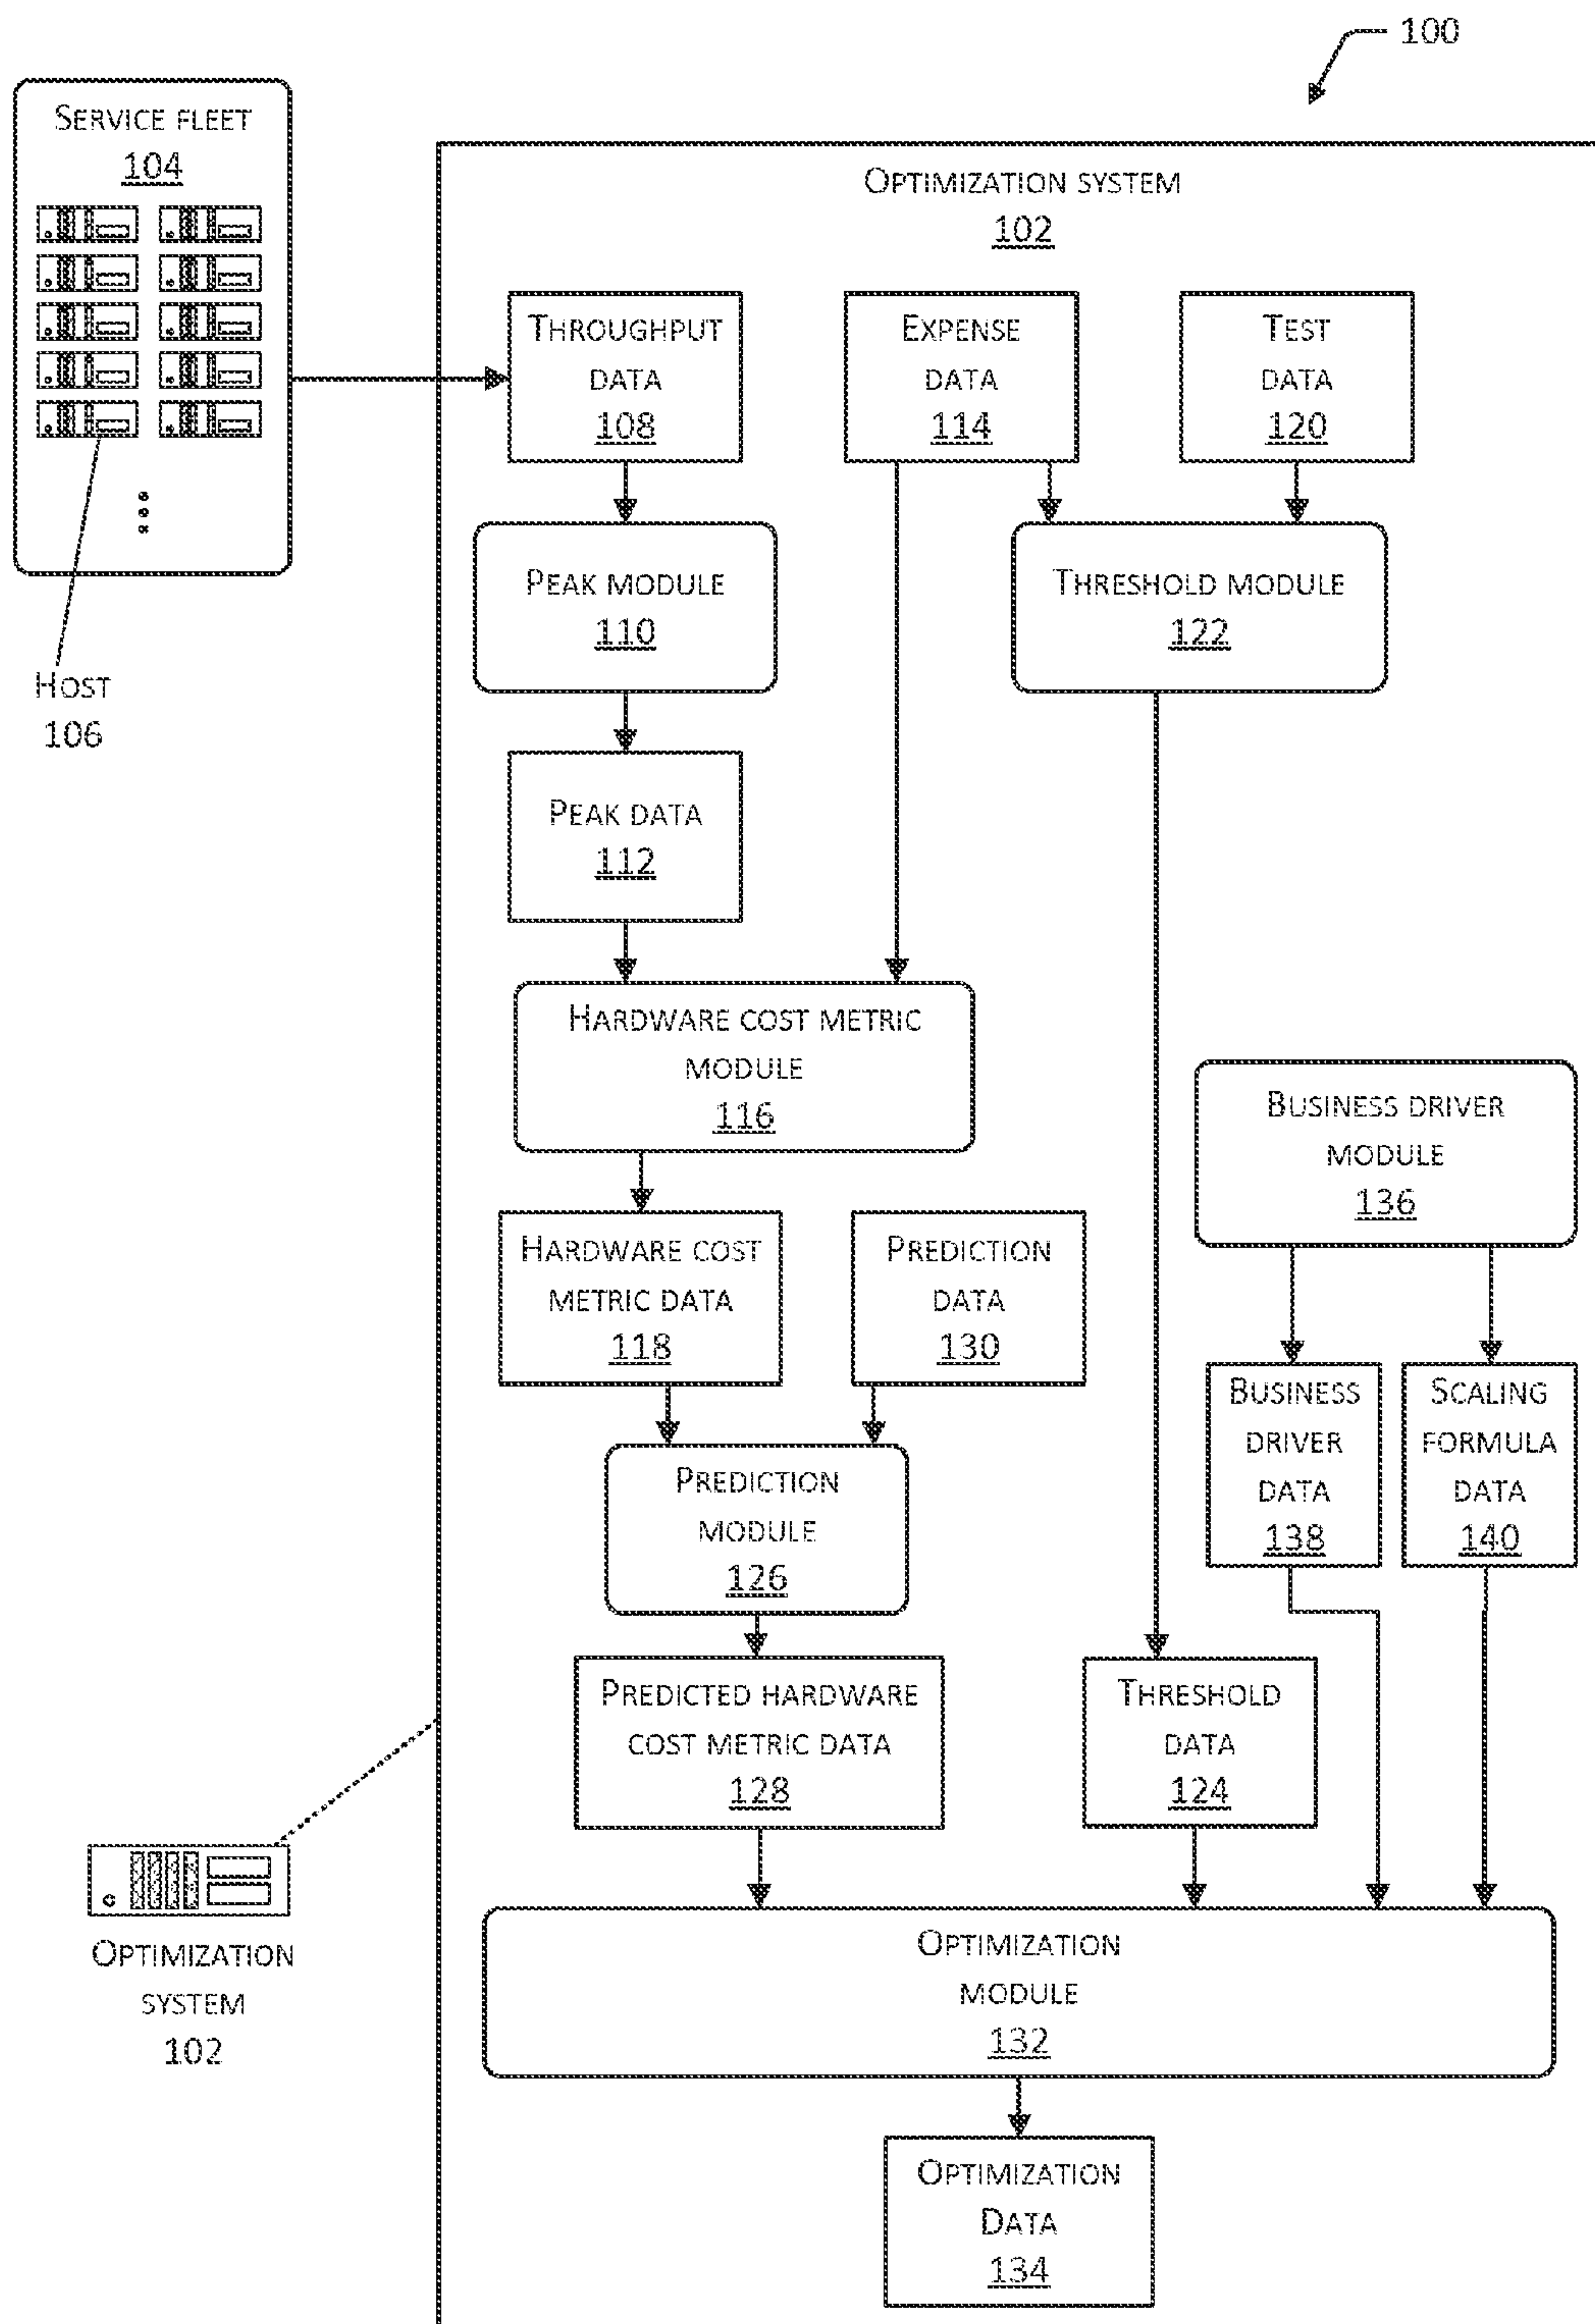 100
SERVICE FLEET
104
OPTIMIZATION SYSTEM
102
THROUGHPUT
DATA
108
EXPENSE
DATA
114
TEST
DATA
120
PEAK MODULE
110
THRESHOLD MODULE
122
HOST
106
PEAK DATA
112
HARDWARE COST METRIC
MODULE
116
BUSINESS DRIVER
MODULE
136
HARDWARE COST
METRIC DATA
118
PREDICTION
DATA
130
BUSINESS
DRIVER
DATA
138
SCALING
FORMULA
DATA
140
PREDICTION
MODULE
126
PREDICTED HARDWARE
COST METRIC DATA
128
THRESHOLD
DATA
124
OPTIMIZATION
SYSTEM
102
OPTIMIZATION
MODULE
132
OPTIMIZATION
DATA
134